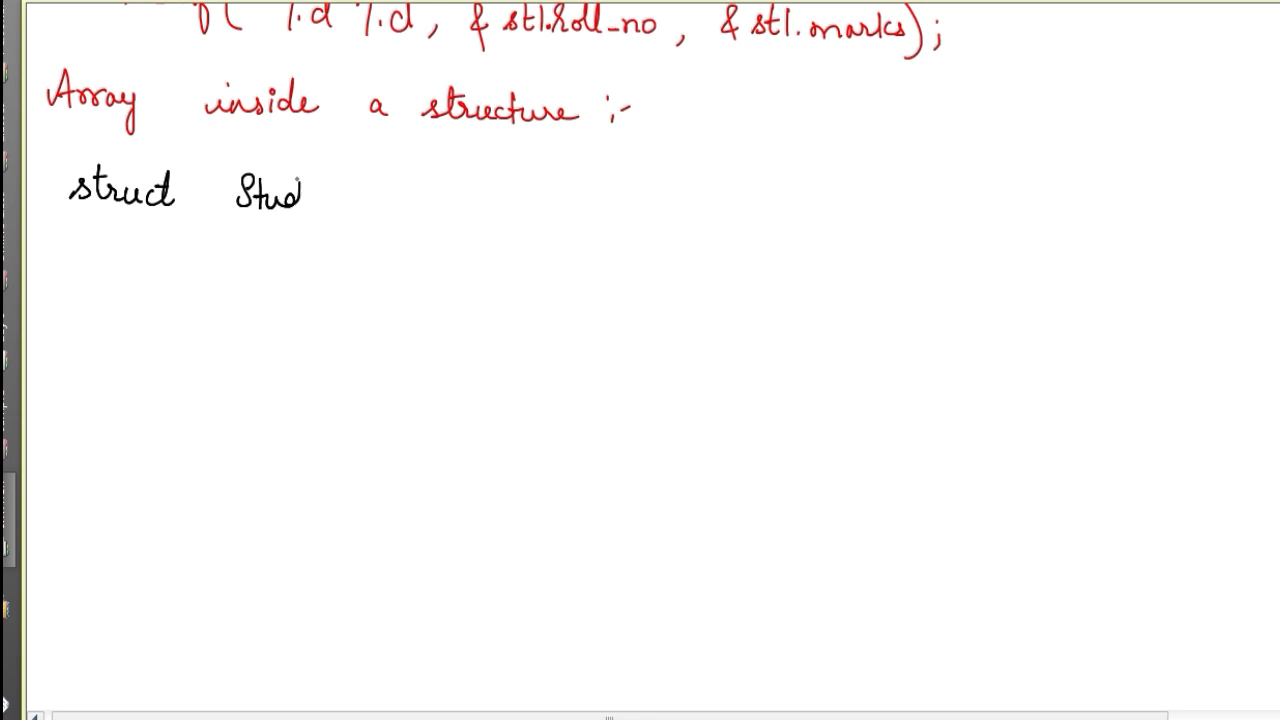 %d %d, & st1.roll_no, & st1.marks);
Array inside a structure :-
struct Stud